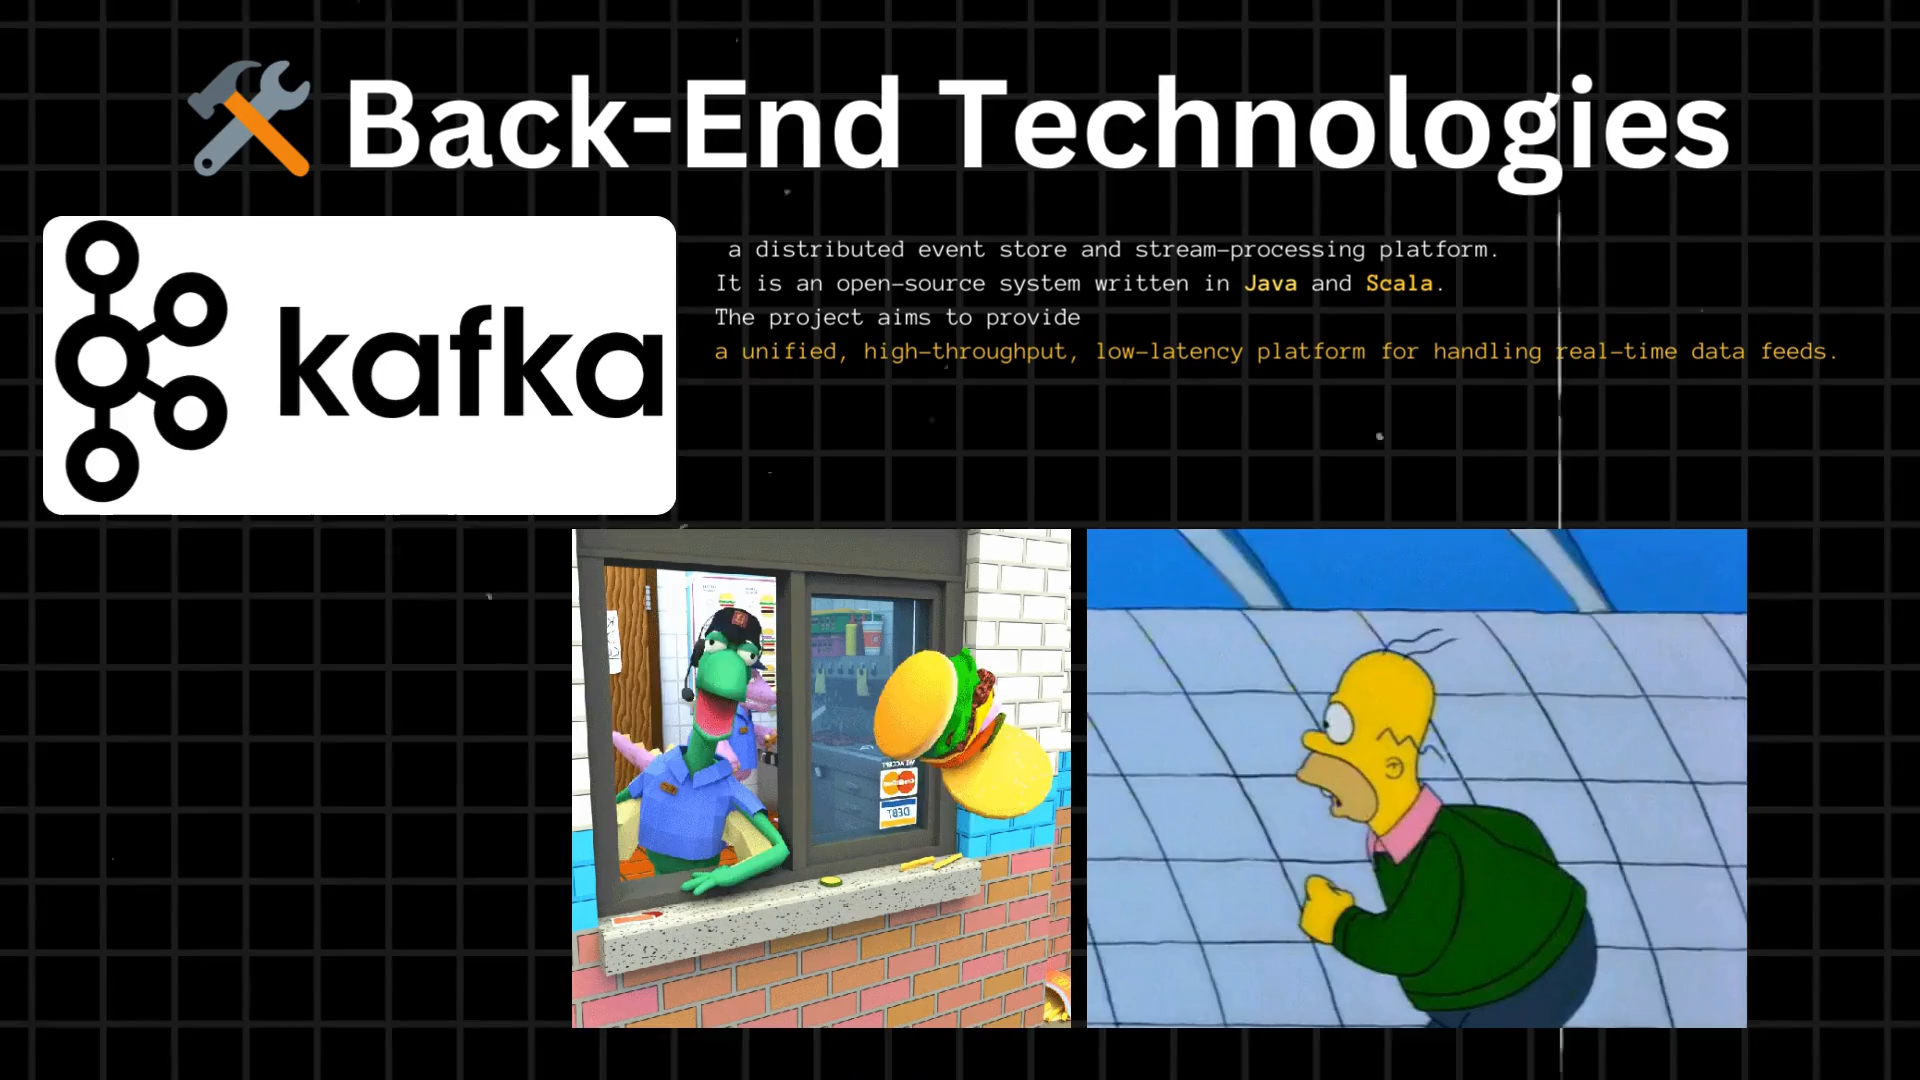 Back-End Technologies
kafka
a distributed event store and stream-processing platform.
It is an open-source system written in Java and Scala.
The project aims to provide
a unified, high-throughput, low-latency platform for handling real-time data feeds.